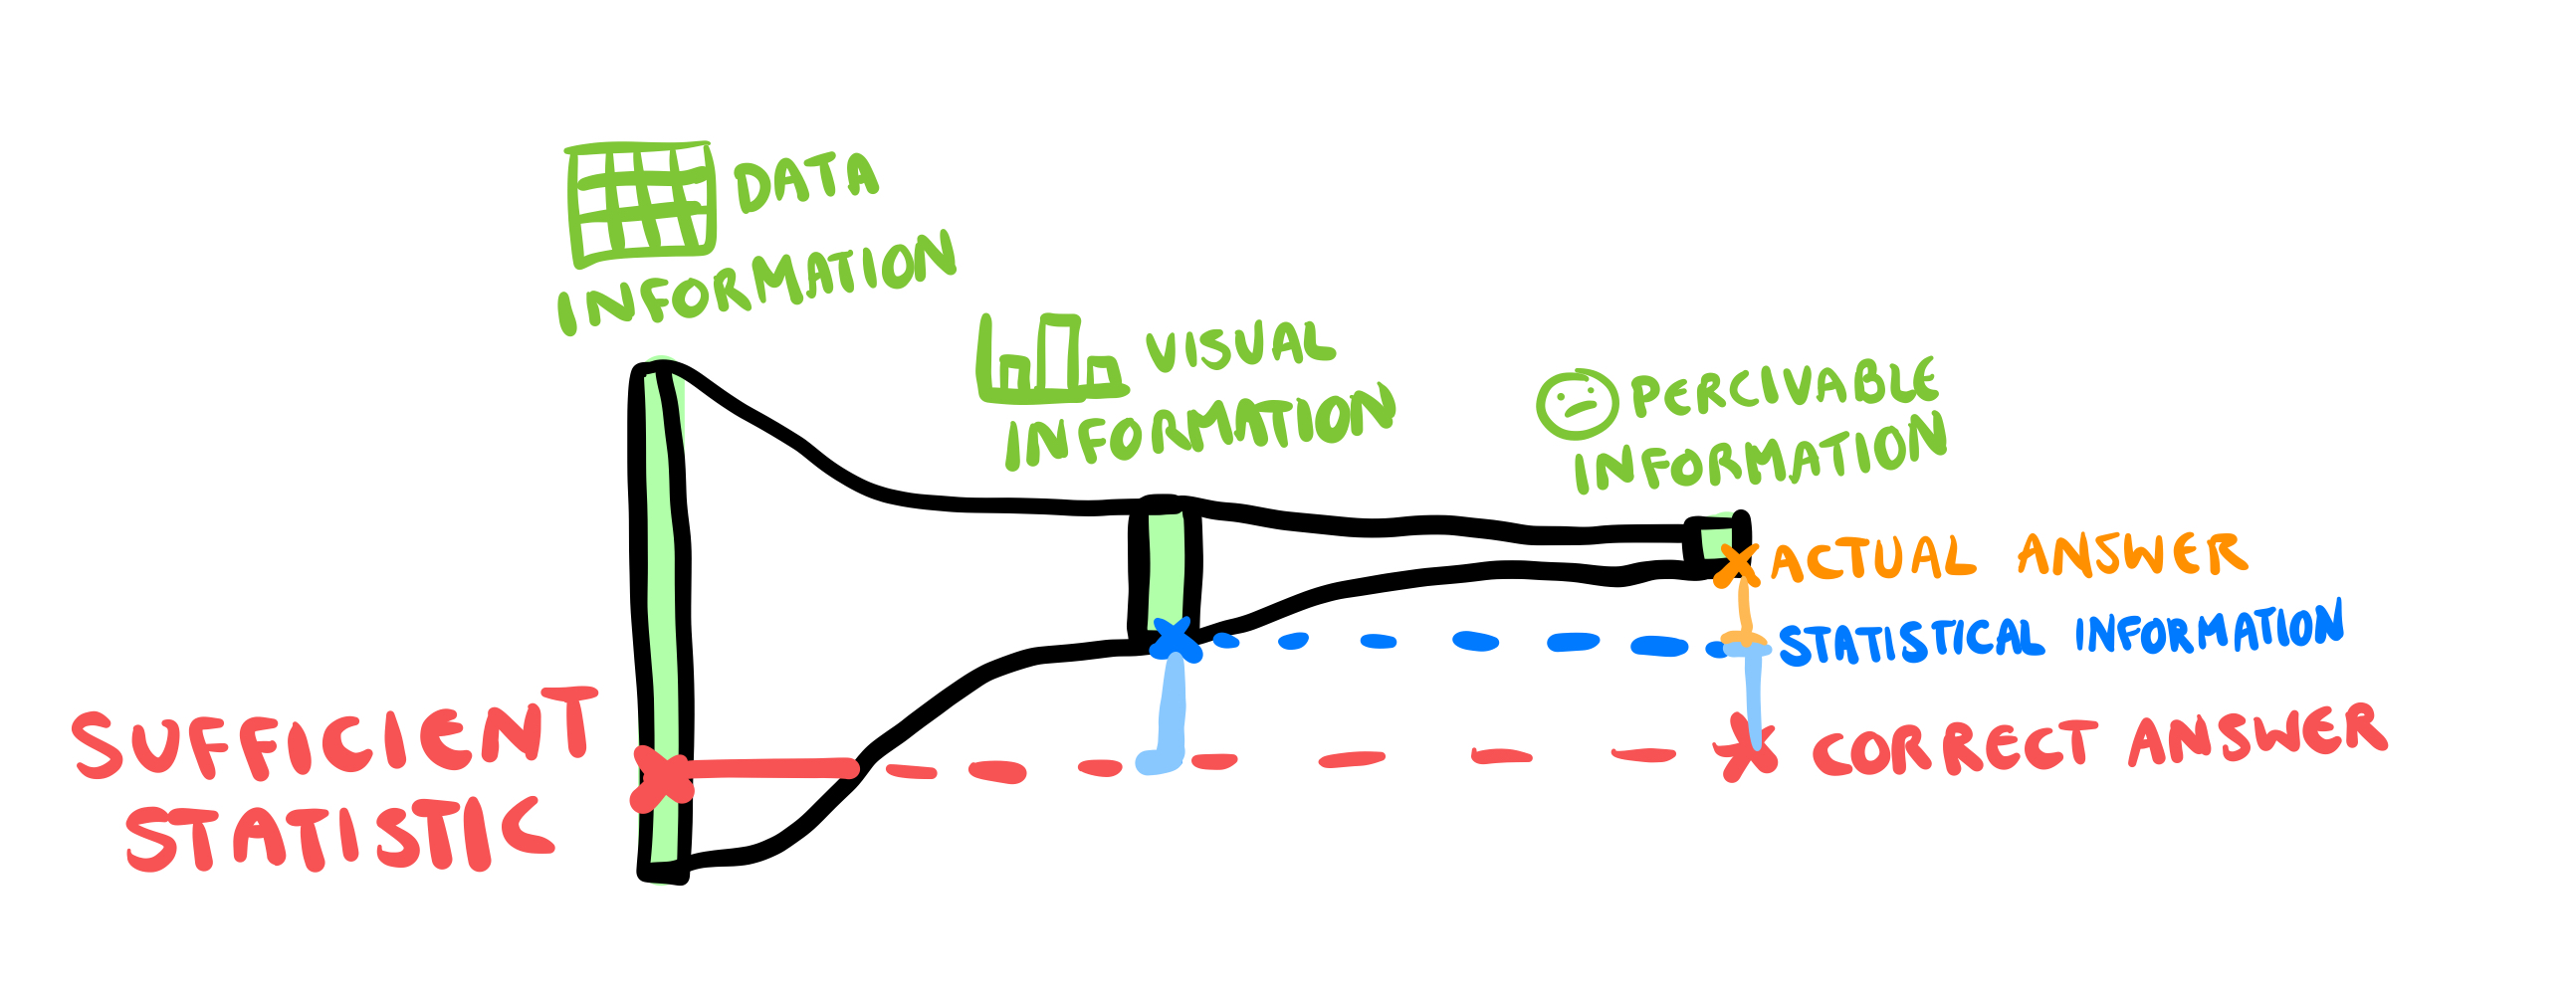 DATA
INFORMATION
VISUAL
INFORMATION
PERCIVABLE
INFORMATION
ACTUAL ANSWER
STATISTICAL INFORMATION
SUFFICIENT
STATISTIC
CORRECT ANSWER